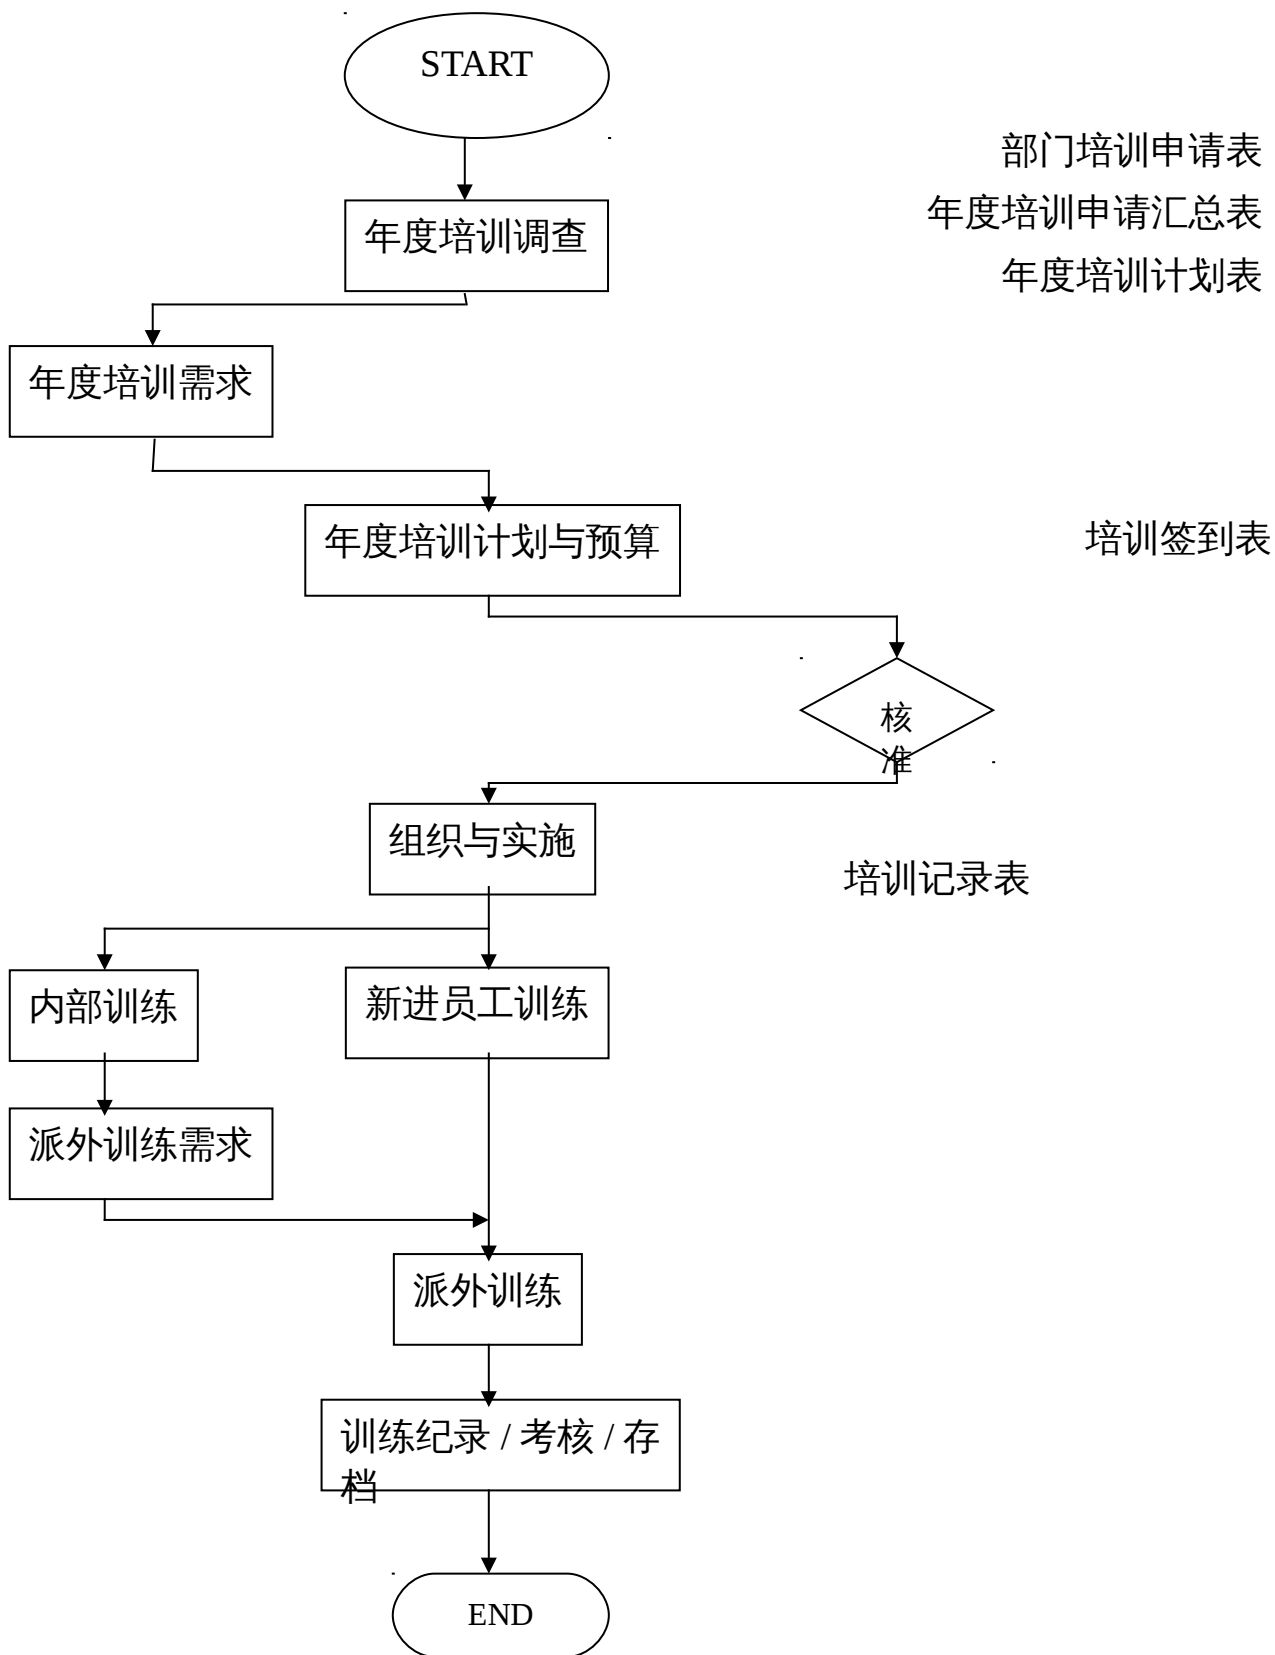 START
部门培训申请表
年度培训申请汇总表
年度培训调查
年度培训计划表
年度培训需求
年度培训计划与预算
培训签到表
核
准
组织与实施
培训记录表
内部训练
新进员工训练
派外训练需求
派外训练
训练纪录 / 考核 / 存
档
END